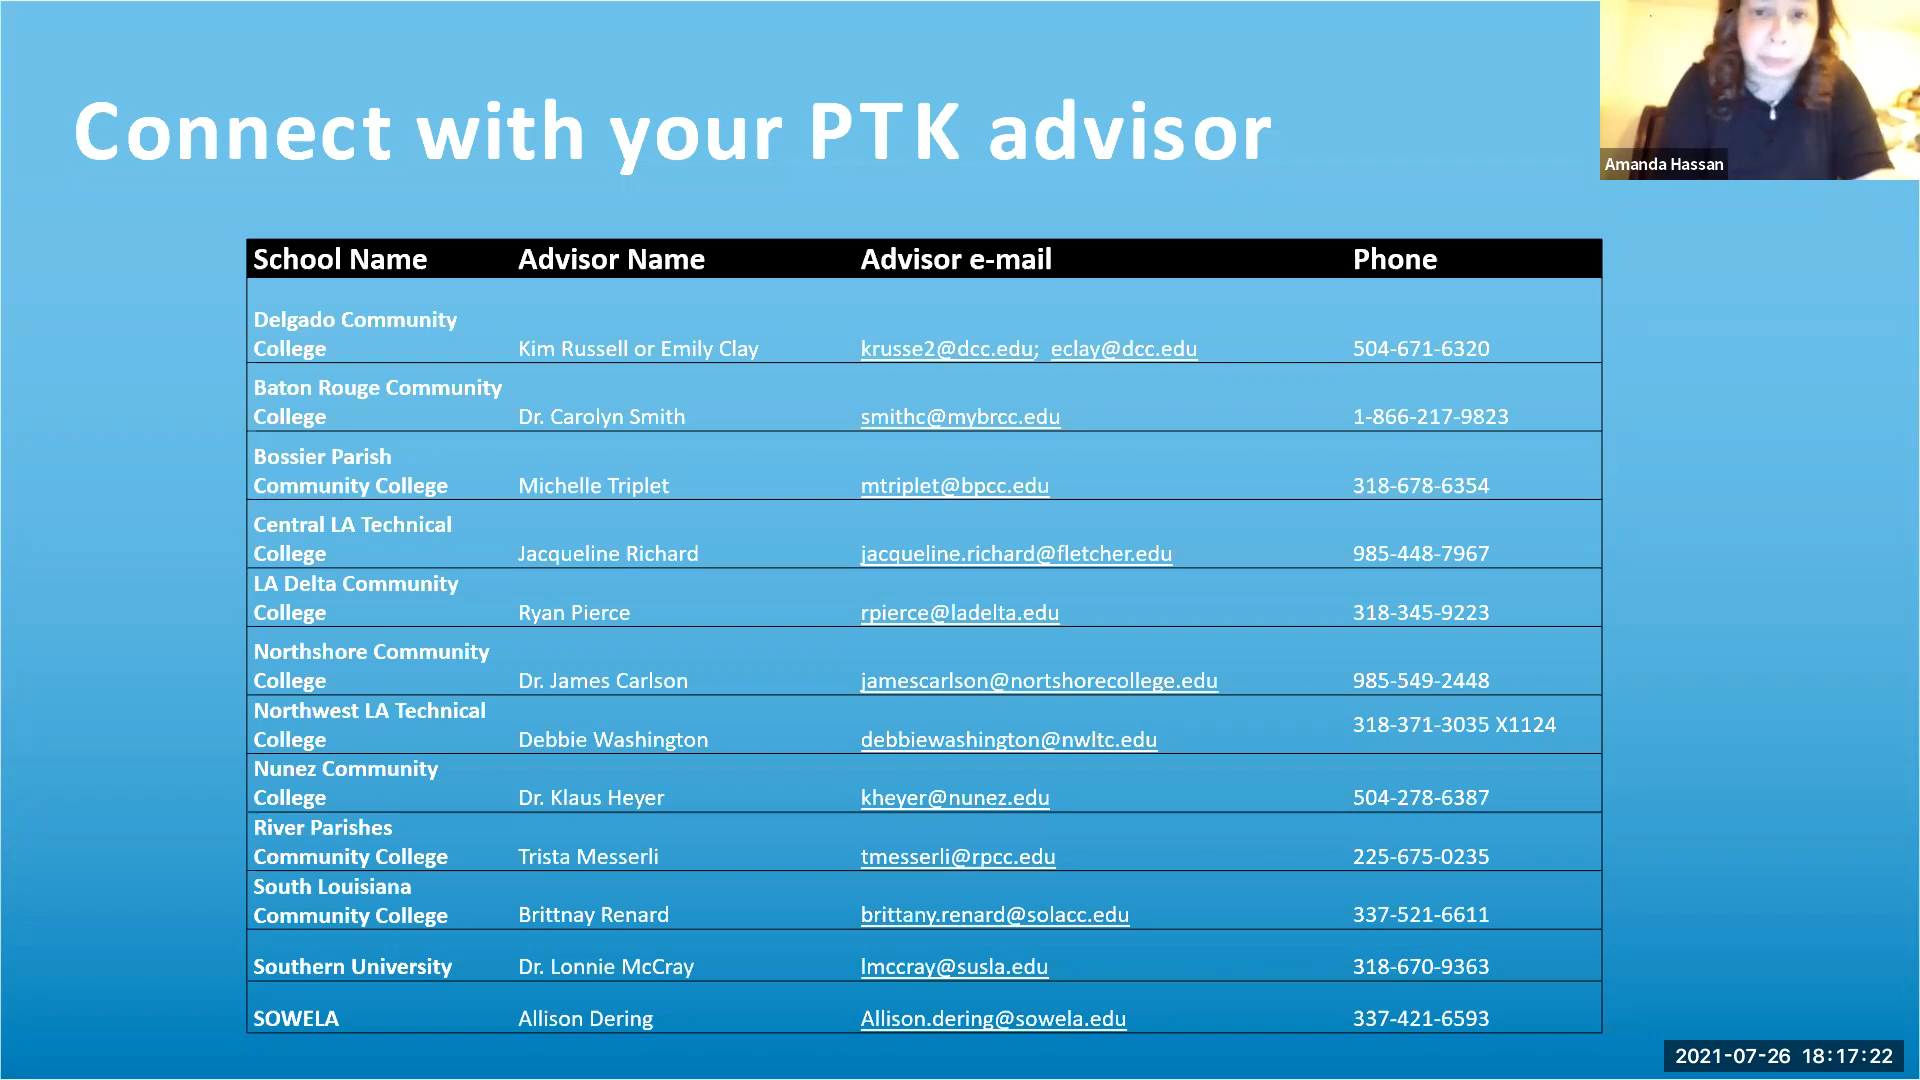 Connect with your PTK advisor
Amanda Hassan
School Name Advisor Name Advisor e-mail Phone
Delgado Community
College Kim Russell or Emily Clay krusse2@dcc.edu; eclay@dcc.edu 504-671-6320
Baton Rouge Community
College Dr. Carolyn Smith smithc@mybrcc.edu 1-866-217-9823
Bossier Parish
Community College Michelle Triplet mtriplet@bpcc.edu 318-678-6354
Central LA Technical
College Jacqueline Richard jacqueline.richard@fletcher.edu 985-448-7967
LA Delta Community
College Ryan Pierce rpierce@ladelta.edu 318-345-9223
Northshore Community
College Dr. James Carlson jamescarlson@nortshorecollege.edu 985-549-2448
Northwest LA Technical
College Debbie Washington debbiewashington@nwltc.edu 318-371-3035 X1124
Nunez Community
College Dr. Klaus Heyer kheyer@nunez.edu 504-278-6387
River Parishes
Community College Trista Messerli tmesserli@rpcc.edu 225-675-0235
South Louisiana
Community College Brittnay Renard brittany.renard@solacc.edu 337-521-6611
Southern University Dr. Lonnie McCray lmccray@susla.edu 318-670-9363
SOWELA Allison Dering Allison.dering@sowela.edu 337-421-6593
2021-07-26 18:17:22